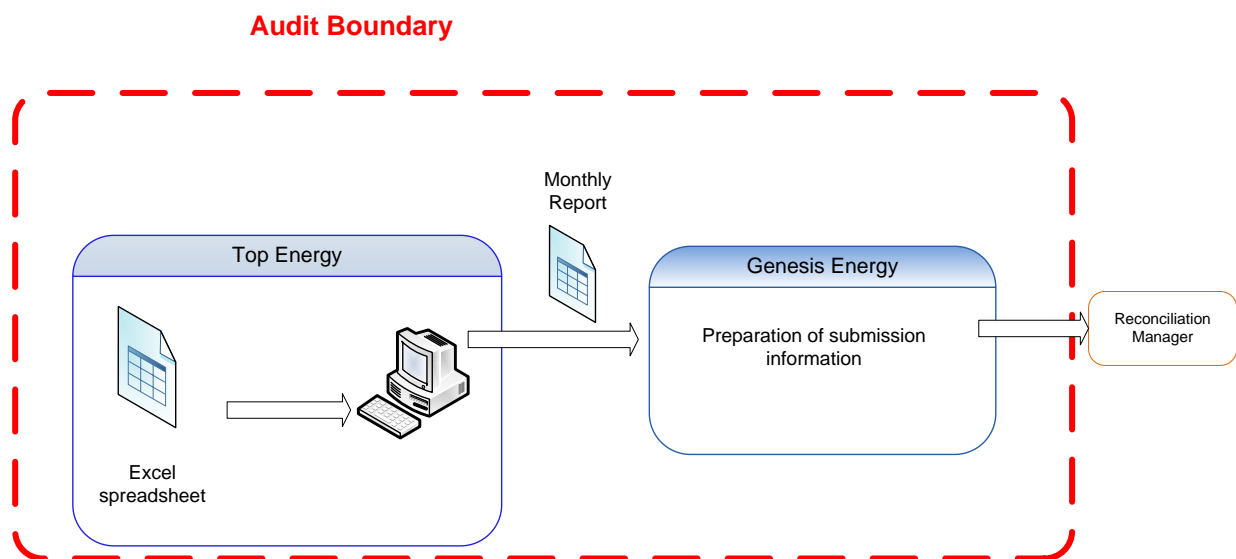 Audit Boundary
Monthly
Report
Top Energy
Genesis Energy
Preparation of submission
information
Reconciliation
Manager
Excel
spreadsheet